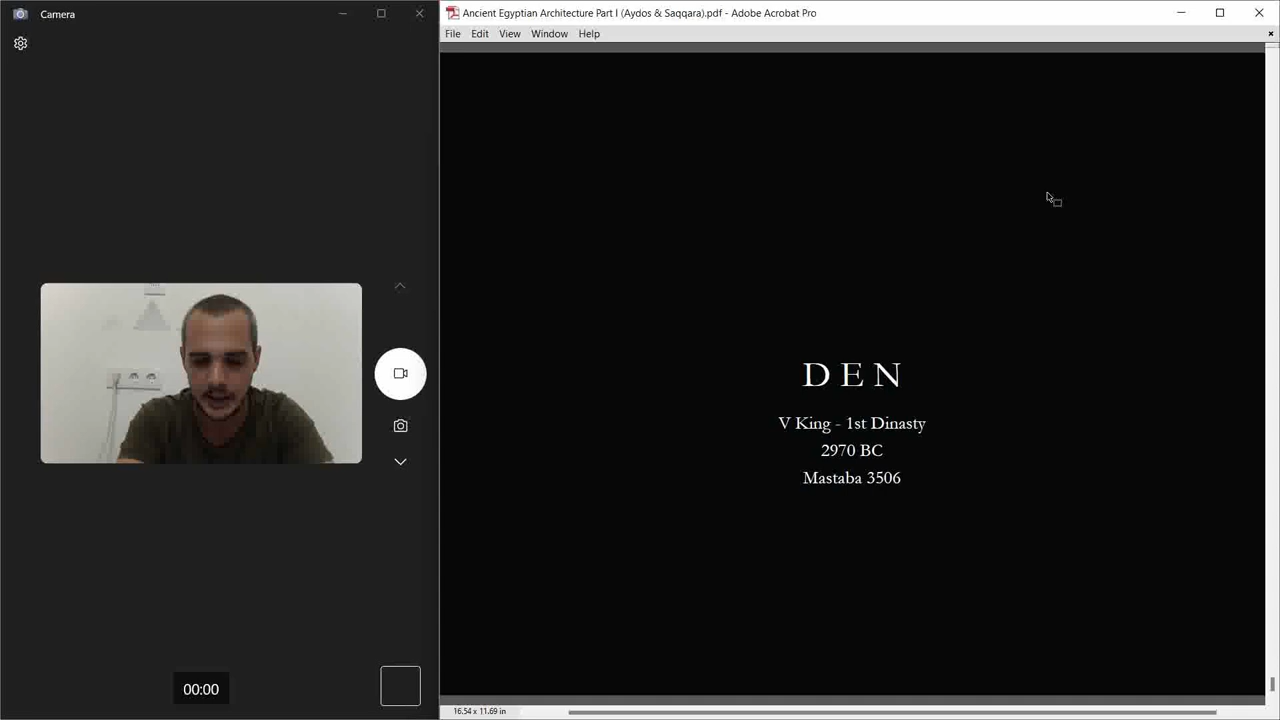 Camera
Ancient Egyptian Architecture Part I (Aydos & Saqqara).pdf - Adobe Acrobat Pro
File Edit View Window Help
D E N
V King - 1st Dinasty
2970 BC
Mastaba 3506
00:00
16.54 x 11.69 in